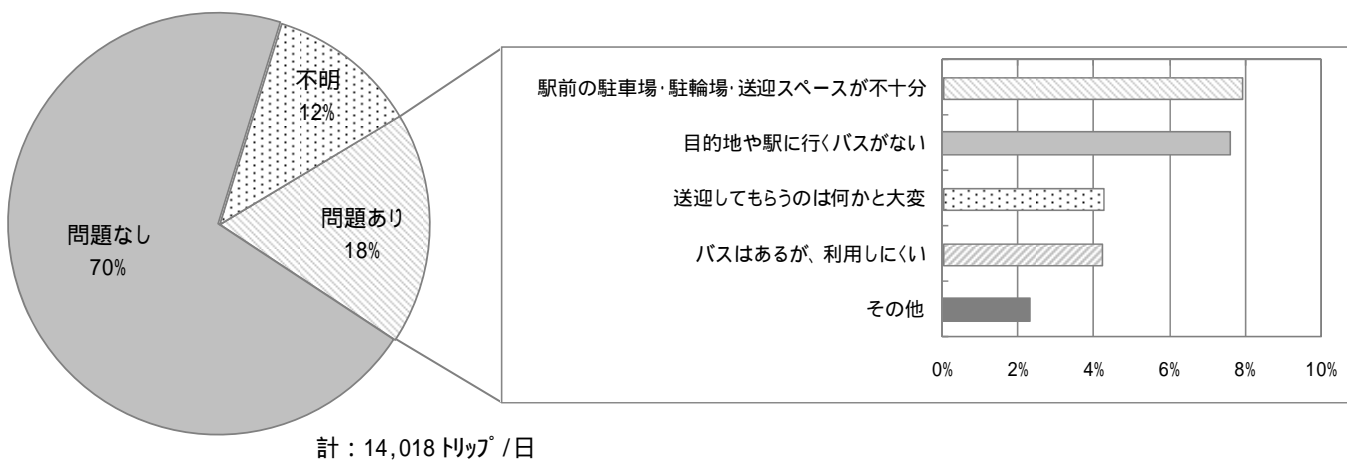 不明
12%
問題あり
18%
問題なし
70%
駅前の駐車場・駐輪場・送迎スペースが不十分
目的地や駅に行くバスがない
送迎してもらうのは何かと大変
バスはあるが、利用しにくい
その他
0% 2% 4% 6% 8% 10%
計：14,018 ﾄﾘｯﾌﾟ/日